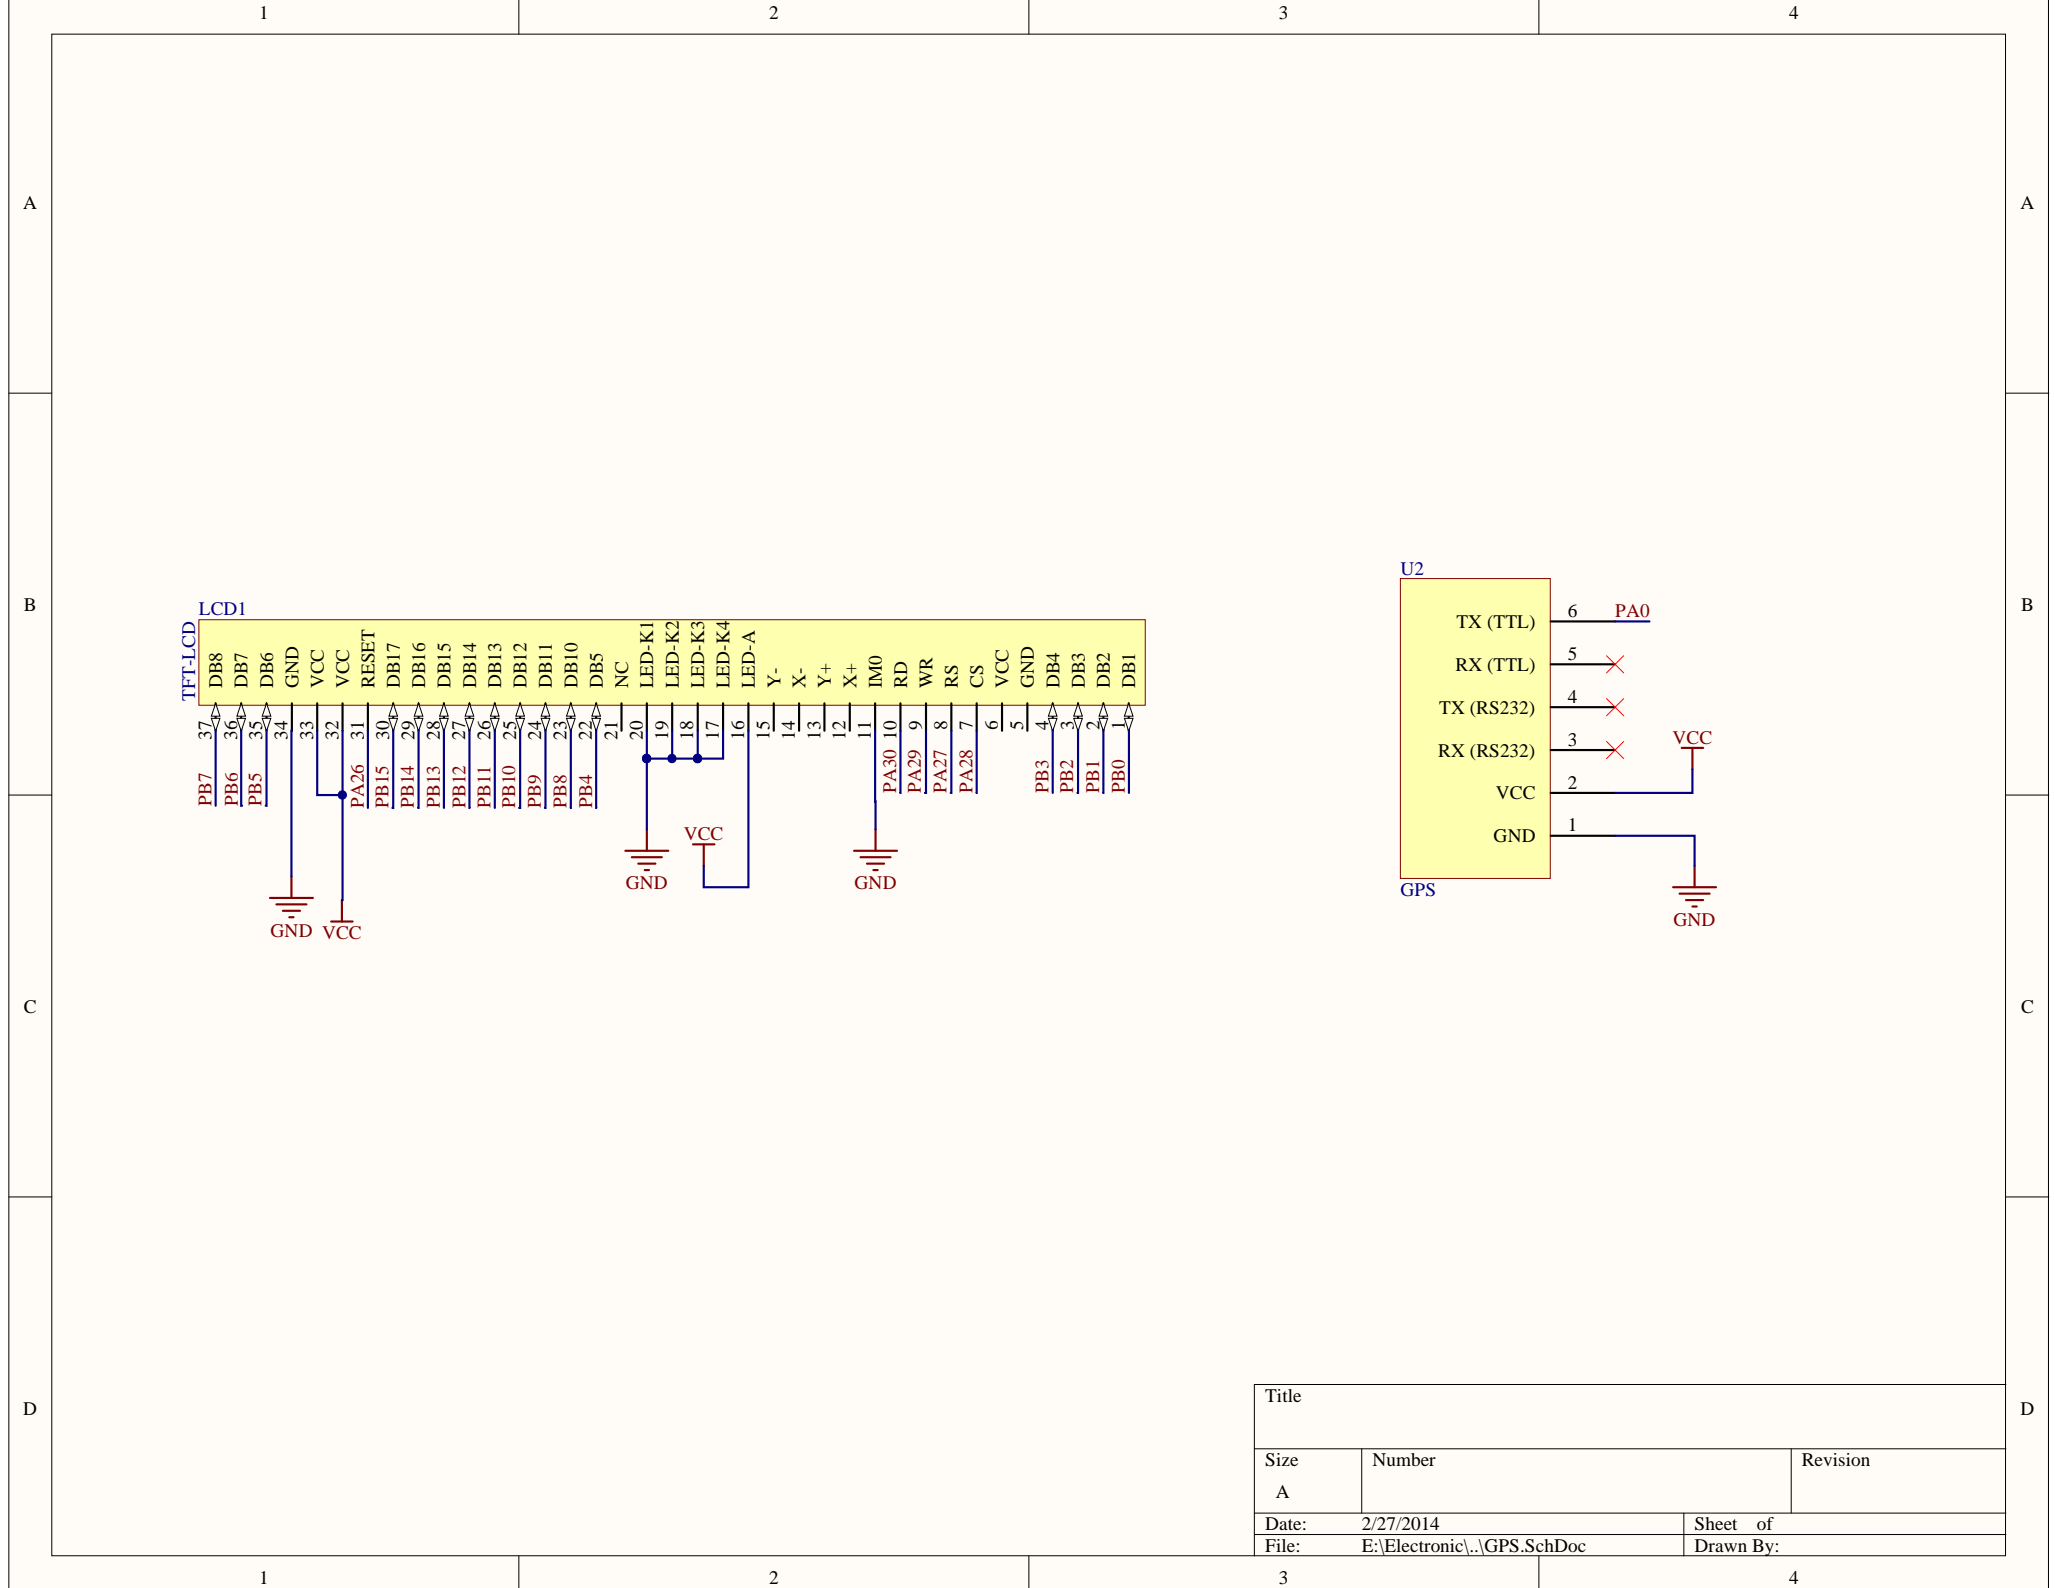 1 2 3 4
A A
B B
C C
D D
LCD1
TFT-LCD
DB8 DB7 DB6 GND VCC VCC RESET DB17 DB16 DB15 DB14 DB13 DB12 DB11 DB10 DB5 NC LED-K1 LED-K2 LED-K3 LED-K4 LED-A Y- X- Y+ X+ IM0 RD WR RS CS VCC GND DB4 DB3 DB2 DB1
37 36 35 34 33 32 31 30 29 28 27 26 25 24 23 22 21 20 19 18 17 16 15 14 13 12 11 10 9 8 7 6 5 4 3 2 1
PB7 PB6 PB5 PA26 PB15 PB14 PB13 PB12 PB11 PB10 PB9 PB8 PB4 PA30 PA29 PA27 PA28 PB3 PB2 PB1 PB0
VCC
GND GND
GND VCC
U2
TX (TTL) 6 PA0
RX (TTL) 5
TX (RS232) 4
RX (RS232) 3
VCC
VCC 2
GND 1
GPS
GND
Title
Size Number Revision
A
Date: 2/27/2014 Sheet of
File: E:\Electronic\..\GPS.SchDoc Drawn By:
1 2 3 4